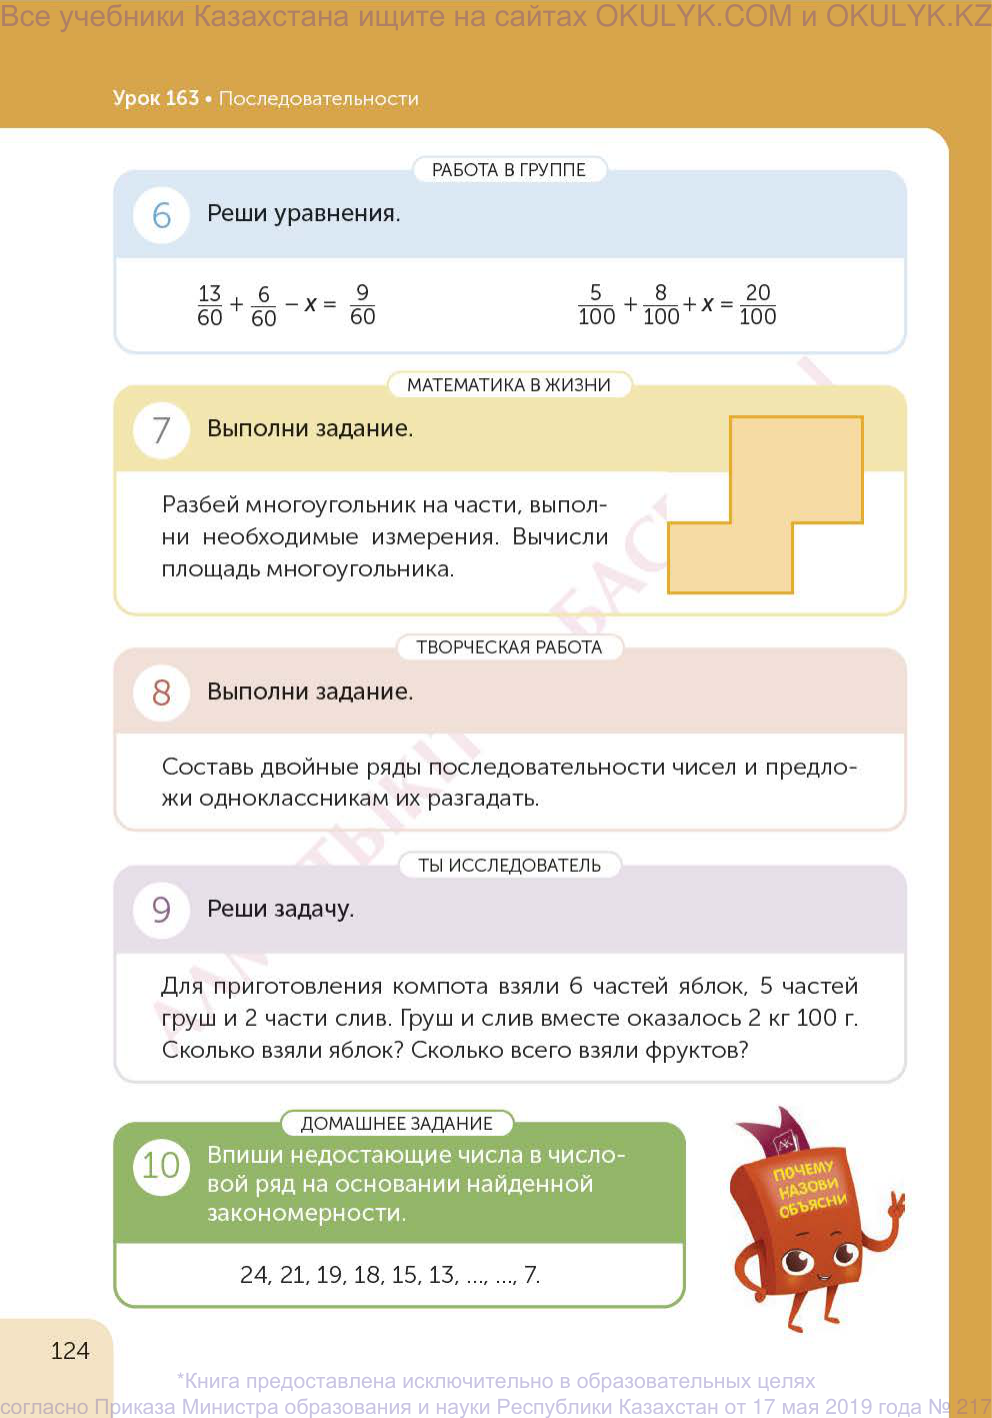 Все учебники Казахстана ищите на сайтах OKULYK.COM и OKULYK.KZ
Урок 163 • Последовательности
РАБОТА В ГРУППЕ
6 Реши уравнения.
13/60 + 6/60 − x = 9/60
5/100 + 8/100 + x = 20/100
МАТЕМАТИКА В ЖИЗНИ
7 Выполни задание.
Разбей многоугольник на части, выпол-
ни необходимые измерения. Вычисли
площадь многоугольника.
ТВОРЧЕСКАЯ РАБОТА
8 Выполни задание.
Составь двойные ряды последовательности чисел и предло-
жи одноклассникам их разгадать.
ТЫ ИССЛЕДОВАТЕЛЬ
9 Реши задачу.
Для приготовления компота взяли 6 частей яблок, 5 частей
груш и 2 части слив. Груш и слив вместе оказалось 2 кг 100 г.
Сколько взяли яблок? Сколько всего взяли фруктов?
ДОМАШНЕЕ ЗАДАНИЕ
10 Впиши недостающие числа в число-
вой ряд на основании найденной
закономерности.
24, 21, 19, 18, 15, 13, ..., ..., 7.
ПОЧЕМУ
НАЗОВИ
ОБЪЯСНИ
124
*Книга предоставлена исключительно в образовательных целях
согласно Приказа Министра образования и науки Республики Казахстан от 17 мая 2019 года № 217